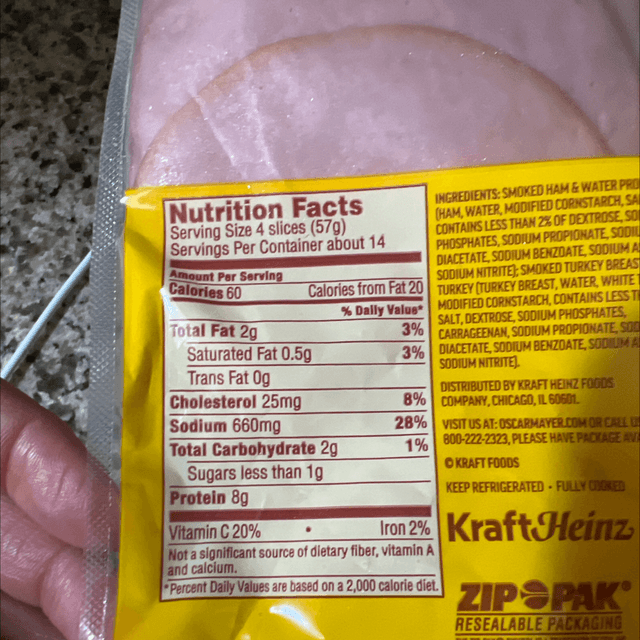 Nutrition Facts
Serving Size 4 slices (57g)
Servings Per Container about 14
Amount Per Serving
Calories 60 Calories from Fat 20
% Daily Value*
Total Fat 2g 3%
Saturated Fat 0.5g 3%
Trans Fat 0g
Cholesterol 25mg 8%
Sodium 660mg 28%
Total Carbohydrate 2g 1%
Sugars less than 1g
Protein 8g
Vitamin C 20% • Iron 2%
Not a significant source of dietary fiber, vitamin A
and calcium.
*Percent Daily Values are based on a 2,000 calorie diet.
INGREDIENTS: SMOKED HAM & WATER
(HAM, WATER, MODIFIED CORNSTARCH,
CONTAINS LESS THAN 2% OF DEXTROSE,
PHOSPHATES, SODIUM PROPIONATE,
DIACETATE, SODIUM BENZOATE, SODIUM
SODIUM NITRITE); SMOKED TURKEY
TURKEY (TURKEY BREAST, WATER, WHITE
MODIFIED CORNSTARCH, CONTAINS LESS
SALT, DEXTROSE, SODIUM PHOSPHATES,
CARRAGEENAN, SODIUM PROPIONATE,
DIACETATE, SODIUM BENZOATE, SODIUM
SODIUM NITRITE).
DISTRIBUTED BY KRAFT HEINZ FOODS
COMPANY, CHICAGO, IL 60601.
VISIT US AT: OSCARMAYER.COM OR CALL
800-222-2323, PLEASE HAVE PACKAGE
© KRAFT FOODS
KEEP REFRIGERATED • FULLY COOKED
KraftHeinz
ZIP PAK®
RESEALABLE PACKAGING